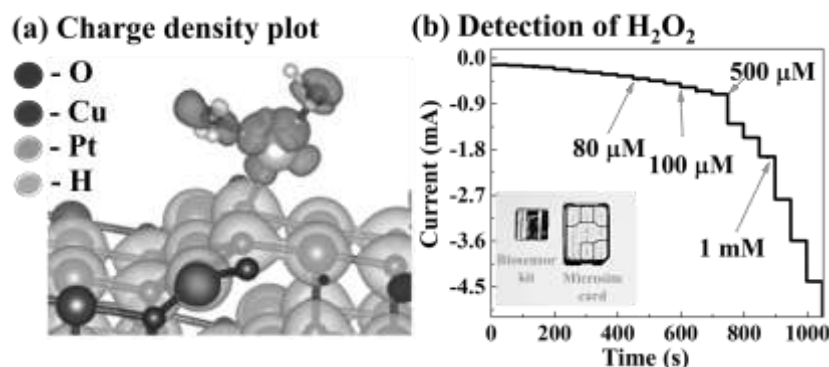 (a) Charge density plot
- O
- Cu
- Pt
- H
(b) Detection of H₂O₂
Current (mA)
0.0
-0.9
-1.8
-2.7
-3.6
-4.5
500 μM
80 μM
100 μM
1 mM
Biosensor
kit
Microsim
card
0 200 400 600 800 1000
Time (s)